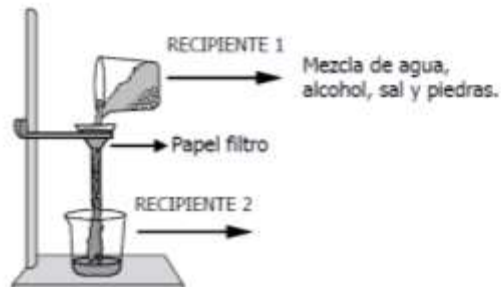 RECIPIENTE 1
Mezcla de agua,
alcohol, sal y piedras.
Papel filtro
RECIPIENTE 2